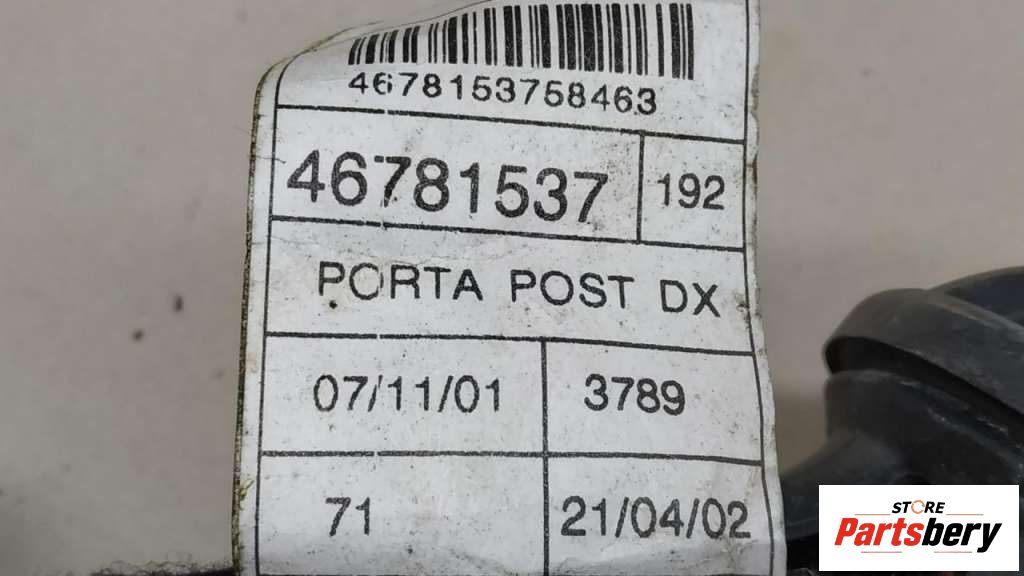 4678153758463
46781537
192
PORTA POST DX
07/11/01
3789
71
21/04/02
STORE
Partsbery